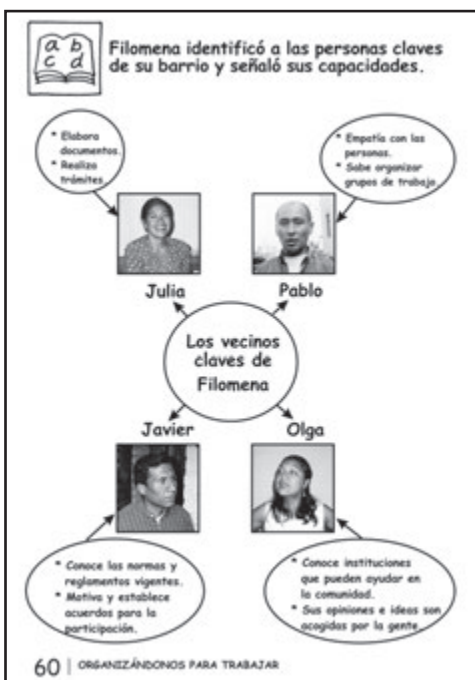 a b
c d
Filomena identificó a las personas claves
de su barrio y señaló sus capacidades.
* Elabora
documentos.
* Realiza
trámites.
* Empatía con las
personas.
* Sabe organizar
grupos de trabajo.
Julia
Pablo
Los vecinos
claves de
Filomena
Javier
Olga
* Conoce las normas y
reglamentos vigentes.
* Motiva y establece
acuerdos para la
participación.
* Conoce instituciones
que pueden ayudar en
la comunidad.
* Sus opiniones e ideas son
acogidas por la gente.
60 | ORGANIZÁNDONOS PARA TRABAJAR